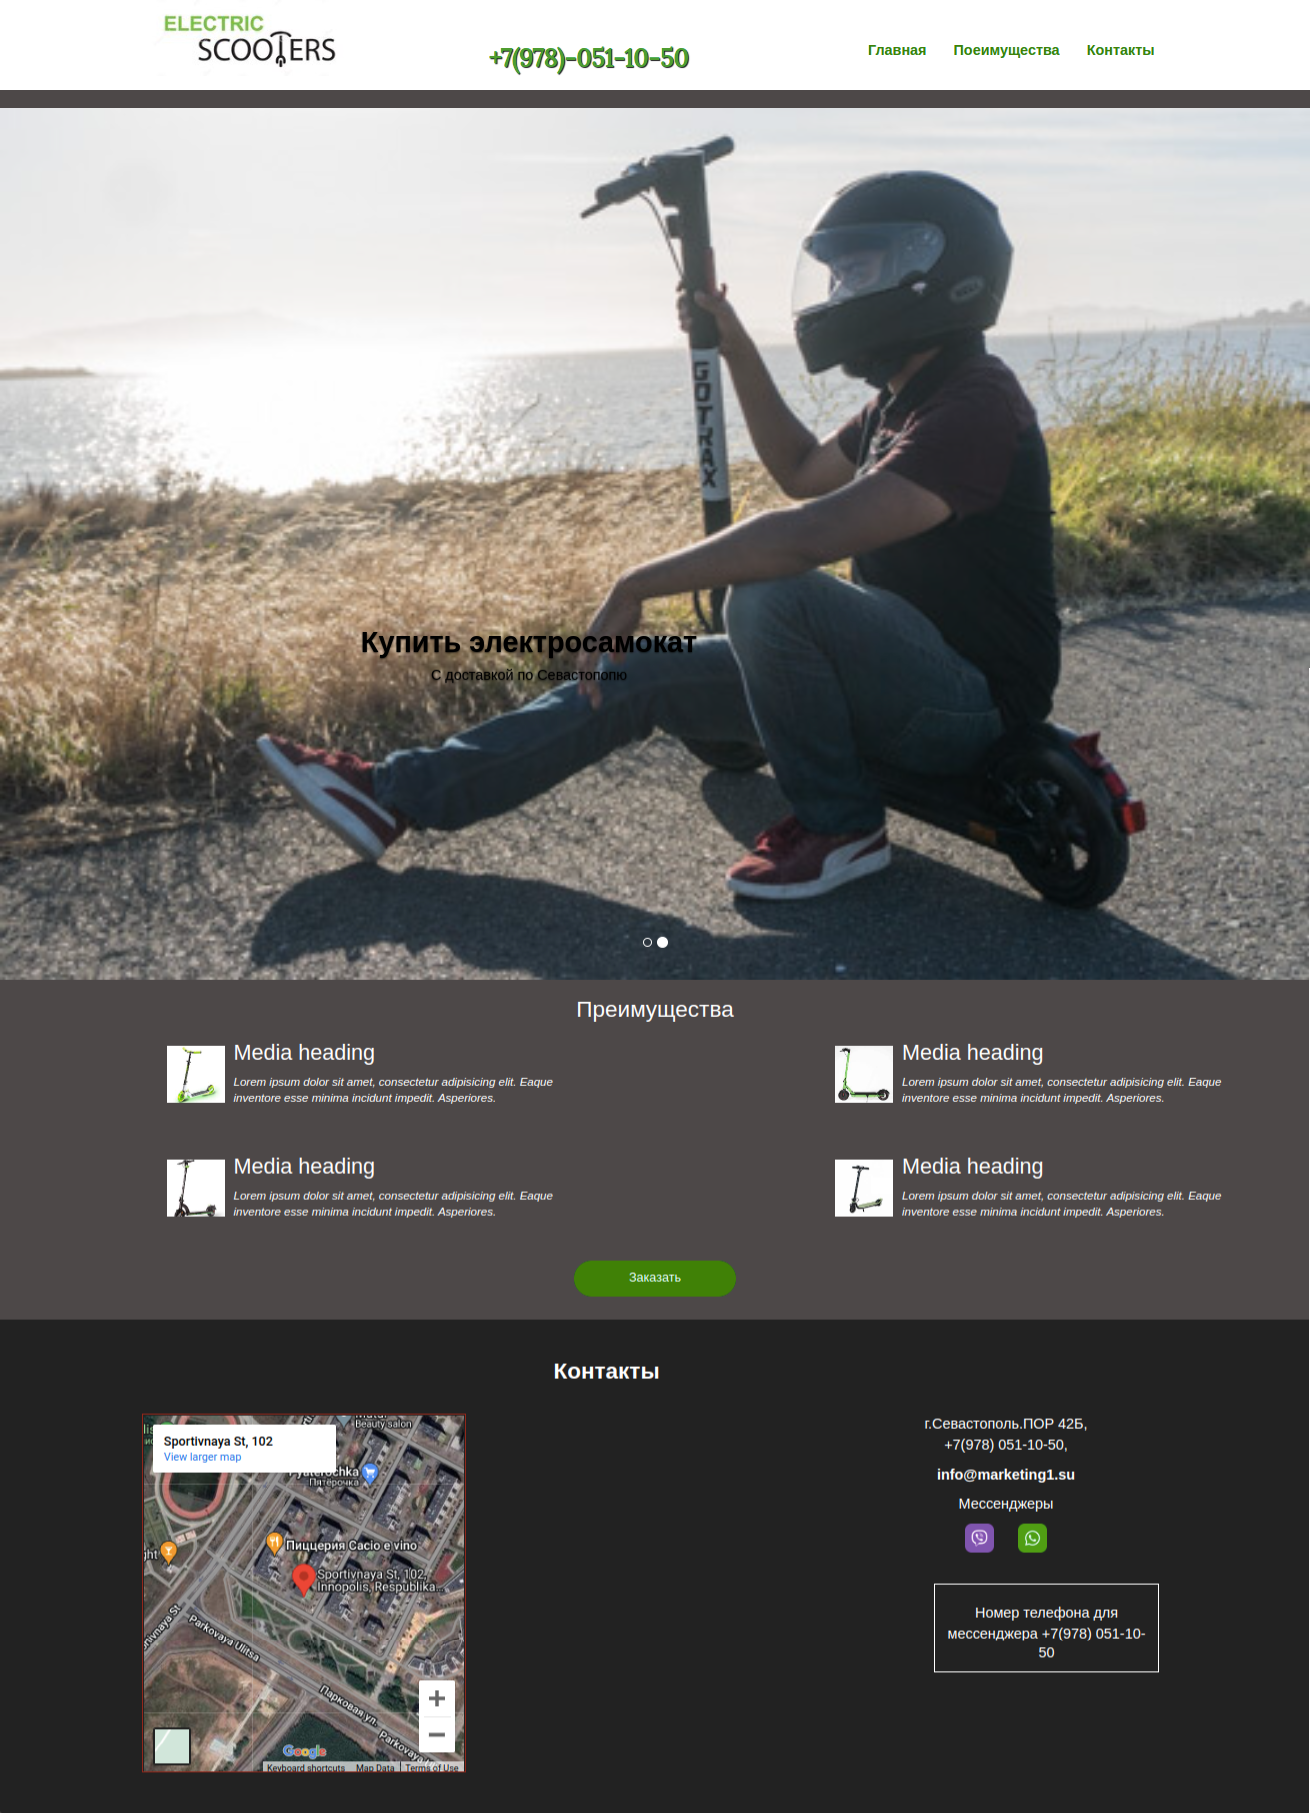 ELECTRIC
SCOOTERS
+7(978)-051-10-50
Главная Поеимущества Контакты
GOTRAX
BELL
Купить электросамокат
С доставкой по Севастопопю
Преимущества
Media heading
Lorem ipsum dolor sit amet, consectetur adipisicing elit. Eaque
inventore esse minima incidunt impedit. Asperiores.
Media heading
Lorem ipsum dolor sit amet, consectetur adipisicing elit. Eaque
inventore esse minima incidunt impedit. Asperiores.
Media heading
Lorem ipsum dolor sit amet, consectetur adipisicing elit. Eaque
inventore esse minima incidunt impedit. Asperiores.
Media heading
Lorem ipsum dolor sit amet, consectetur adipisicing elit. Eaque
inventore esse minima incidunt impedit. Asperiores.
Заказать
Контакты
Beauty salon
Sportivnaya St, 102
View larger map
Pyaterochka
Пятёрочка
Пиццерия Cacio e vino
Sportivnaya St, 102,
Innopolis, Respublika...
Parkovaya Ulitsa
Парковая ул.
Google
Keyboard shortcuts Map Data Terms of Use
г.Севастополь.ПОР 42Б,
+7(978) 051-10-50,
info@marketing1.su
Мессенджеры
Номер телефона для
мессенджера +7(978) 051-10-
50